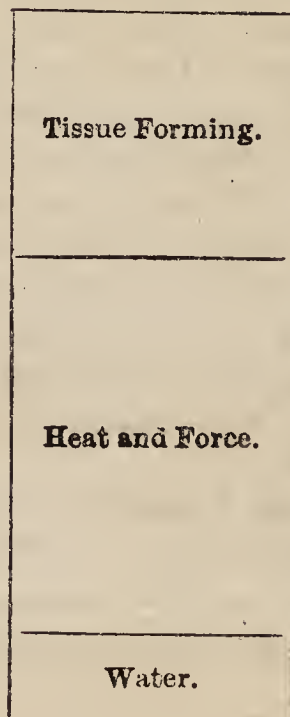 Tissue Forming.
Heat and Force.
Water.